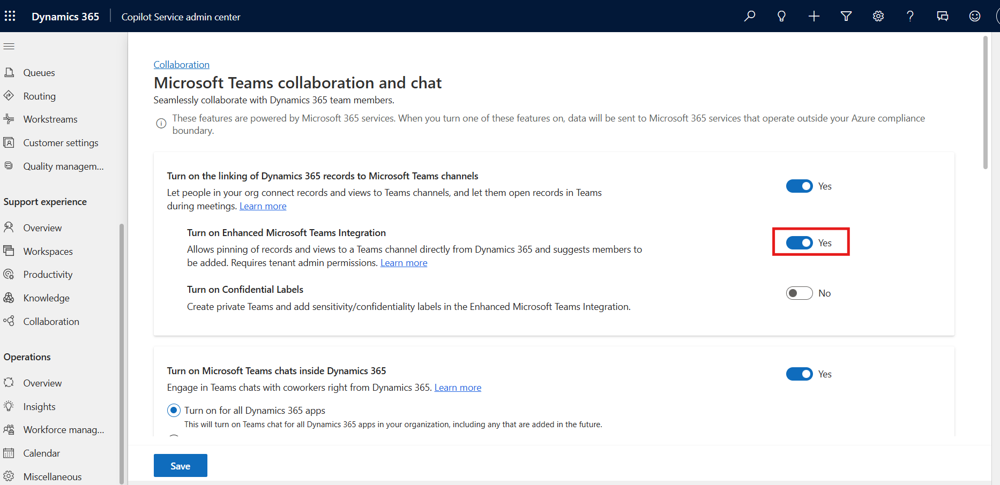 Dynamics 365
Copilot Service admin center
Queues
Routing
Workstreams
Customer settings
Quality managem...
Support experience
Overview
Workspaces
Productivity
Knowledge
Collaboration
Operations
Overview
Insights
Workforce manag...
Calendar
Miscellaneous
Collaboration
Microsoft Teams collaboration and chat
Seamlessly collaborate with Dynamics 365 team members.
These features are powered by Microsoft 365 services. When you turn one of these features on, data will be sent to Microsoft 365 services that operate outside your Azure compliance
boundary.
Turn on the linking of Dynamics 365 records to Microsoft Teams channels
Let people in your org connect records and views to Teams channels, and let them open records in Teams
during meetings. Learn more
Yes
Turn on Enhanced Microsoft Teams Integration
Allows pinning of records and views to a Teams channel directly from Dynamics 365 and suggests members to
be added. Requires tenant admin permissions. Learn more
Yes
Turn on Confidential Labels
Create private Teams and add sensitivity/confidentiality labels in the Enhanced Microsoft Teams Integration.
No
Turn on Microsoft Teams chats inside Dynamics 365
Engage in Teams chats with coworkers right from Dynamics 365. Learn more
Yes
Turn on for all Dynamics 365 apps
This will turn on Teams chat for all Dynamics 365 apps in your organization, including any that are added in the future.
Save